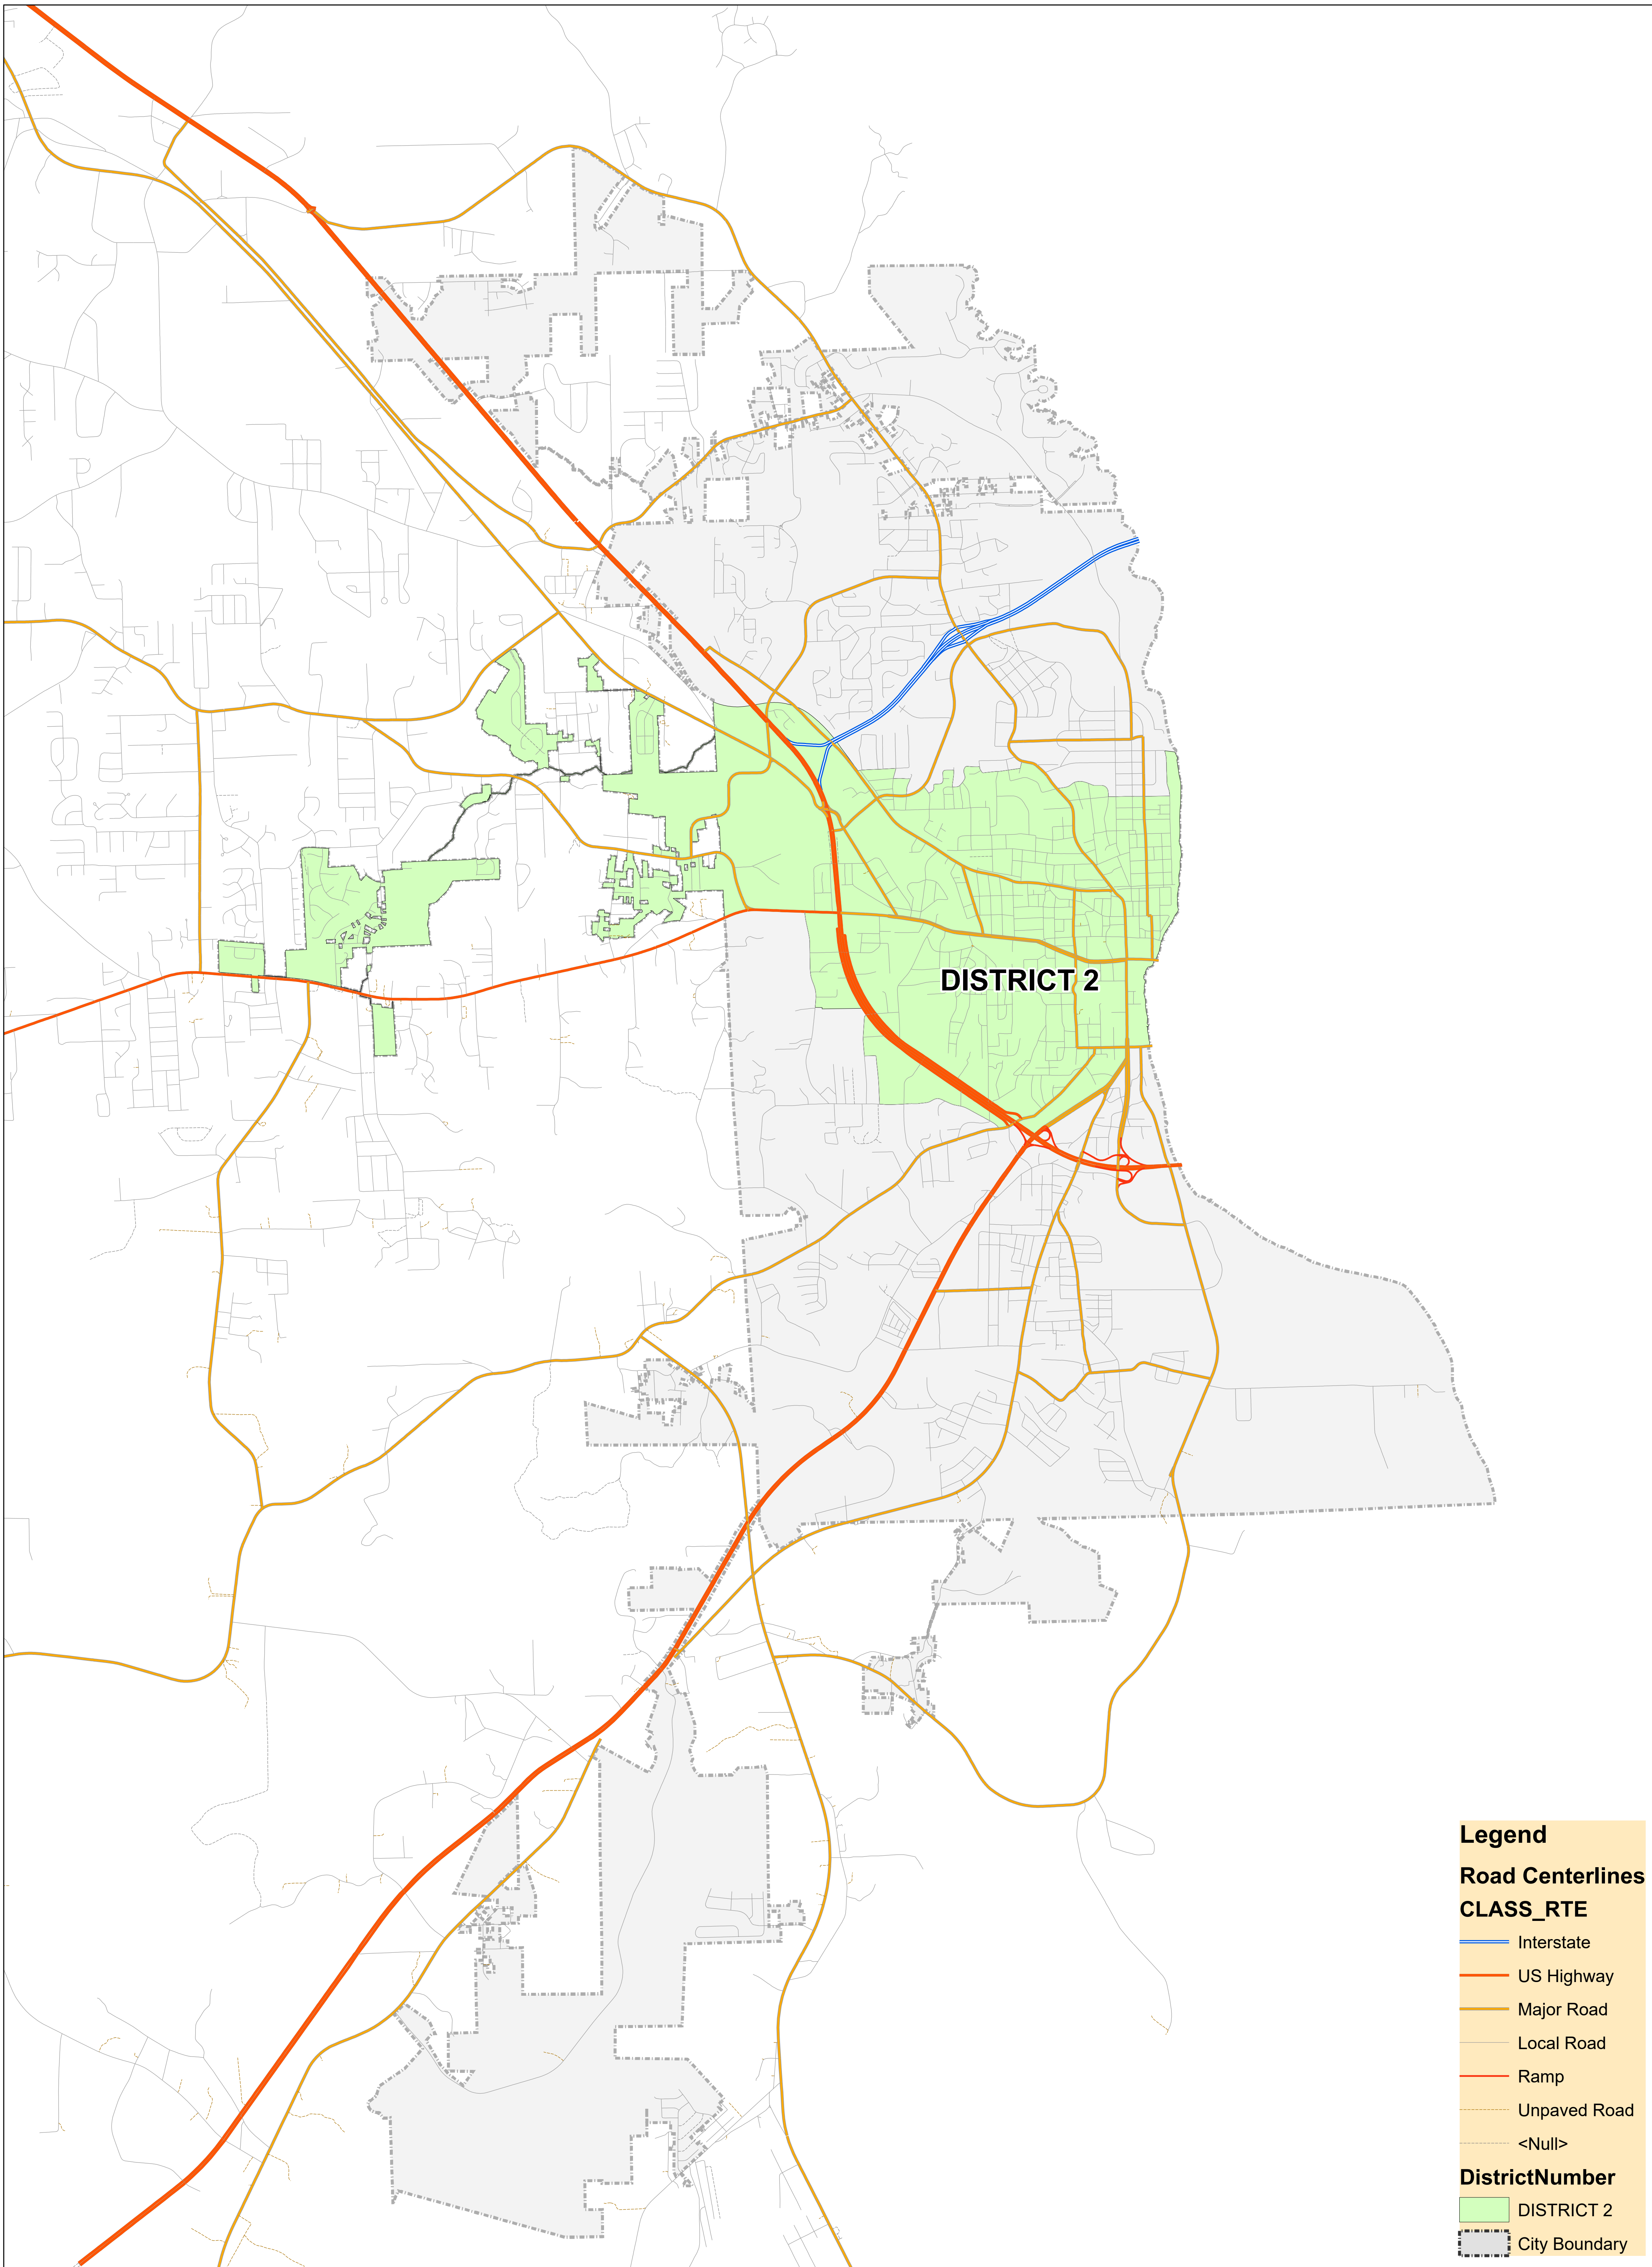 DISTRICT 2
Legend
Road Centerlines
CLASS_RTE
Interstate
US Highway
Major Road
Local Road
Ramp
Unpaved Road
<Null>
DistrictNumber
DISTRICT 2
City Boundary